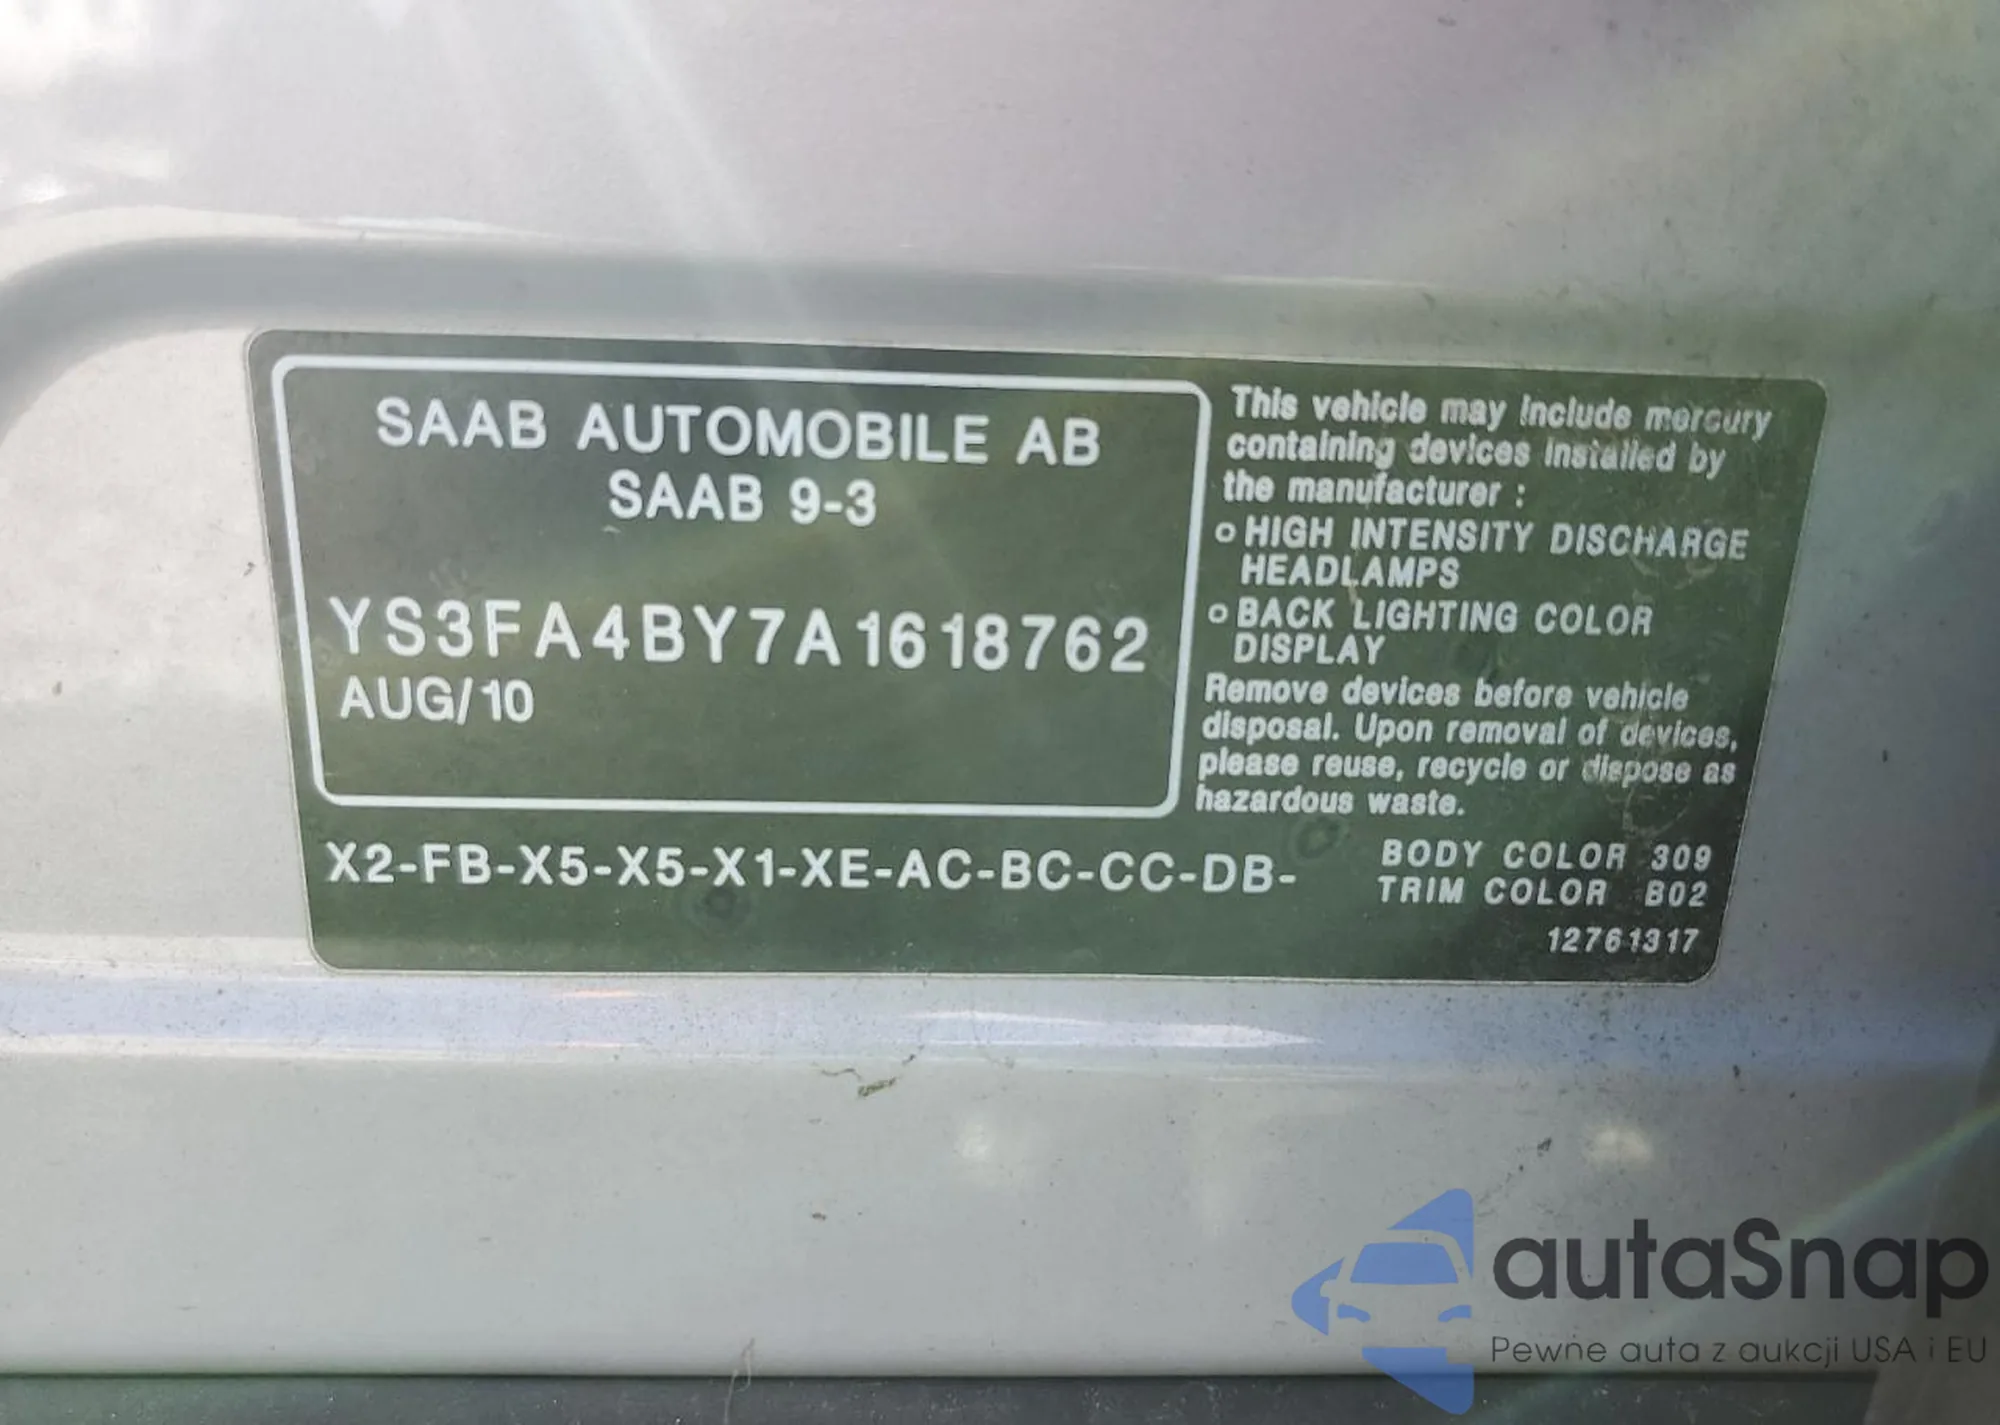 SAAB AUTOMOBILE AB
SAAB 9-3
YS3FA4BY7A1618762
AUG/10
X2-FB-X5-X5-X1-XE-AC-BC-CC-DB-
This vehicle may include mercury
containing devices installed by
the manufacturer :
o HIGH INTENSITY DISCHARGE
HEADLAMPS
o BACK LIGHTING COLOR
DISPLAY
Remove devices before vehicle
disposal. Upon removal of devices,
please reuse, recycle or dispose as
hazardous waste.
BODY COLOR 309
TRIM COLOR B02
12761317
autaSnap
Pewne auta z aukcji USA i EU